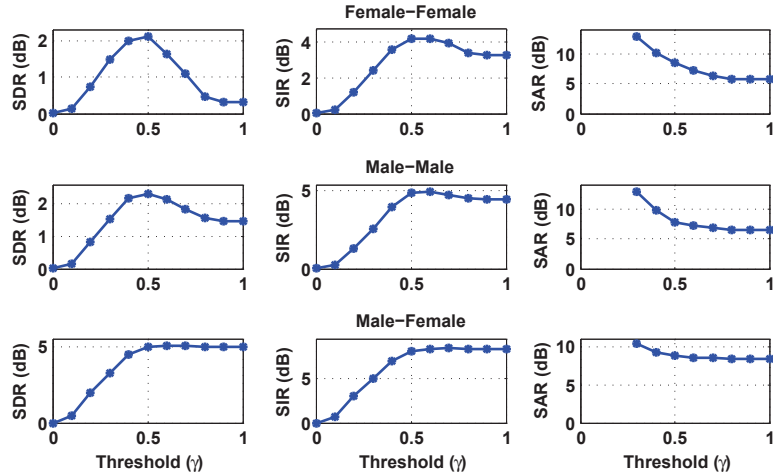 Female−Female
SDR (dB)
2
1
0
0 0.5 1
SIR (dB)
4
2
0
0 0.5 1
SAR (dB)
10
5
0
0 0.5 1
Male−Male
SDR (dB)
2
1
0
0 0.5 1
SIR (dB)
5
0
0 0.5 1
SAR (dB)
10
5
0
0 0.5 1
Male−Female
SDR (dB)
5
0
0 0.5 1
Threshold (γ)
SIR (dB)
5
0
0 0.5 1
Threshold (γ)
SAR (dB)
10
5
0
0 0.5 1
Threshold (γ)